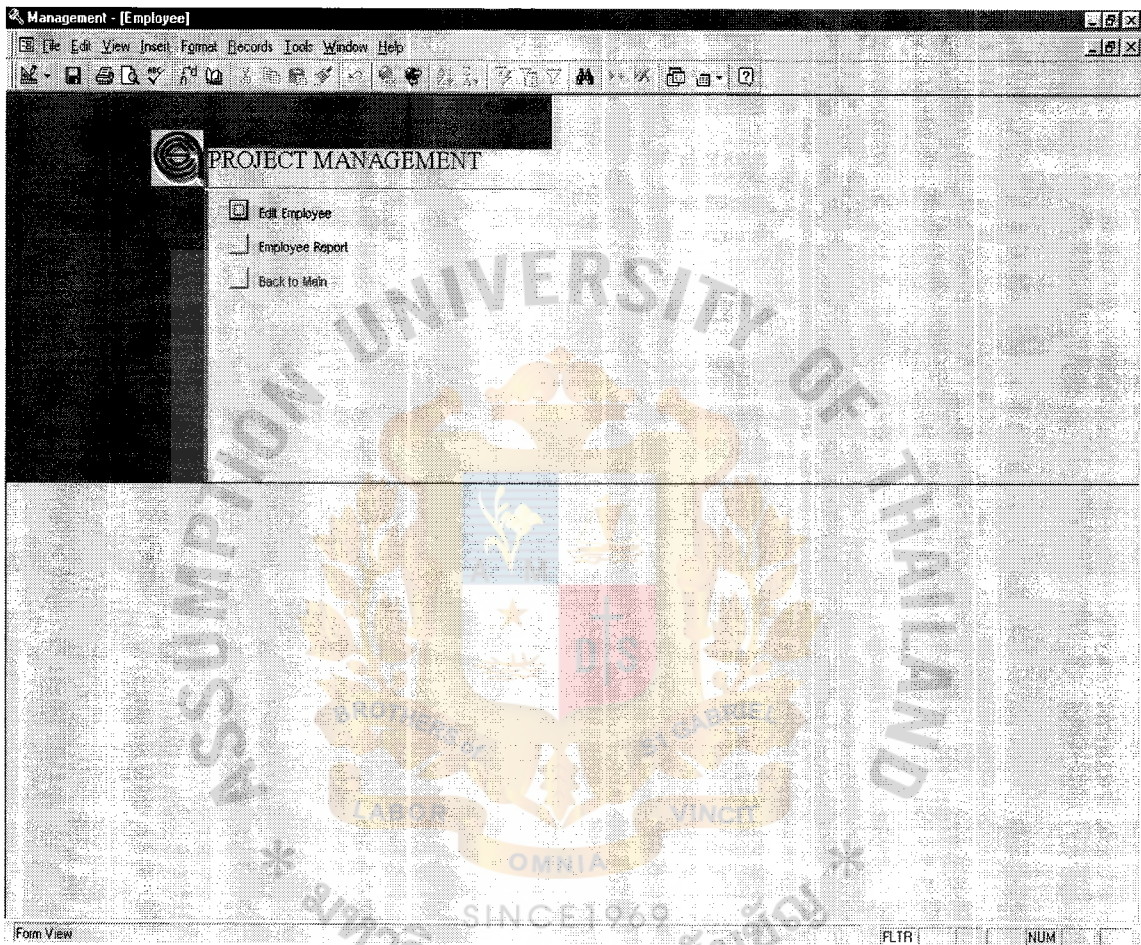 Management - [Employee]
File Edit View Insert Format Records Tools Window Help
PROJECT MANAGEMENT
Edit Employee
Employee Report
Back to Main
ASSUMPTION UNIVERSITY OF THAILAND
D S
BROTHERS OF ST GABRIEL
LABOR
VINCIT
OMNIA
SINCE 1969
Form View
FLTR
NUM